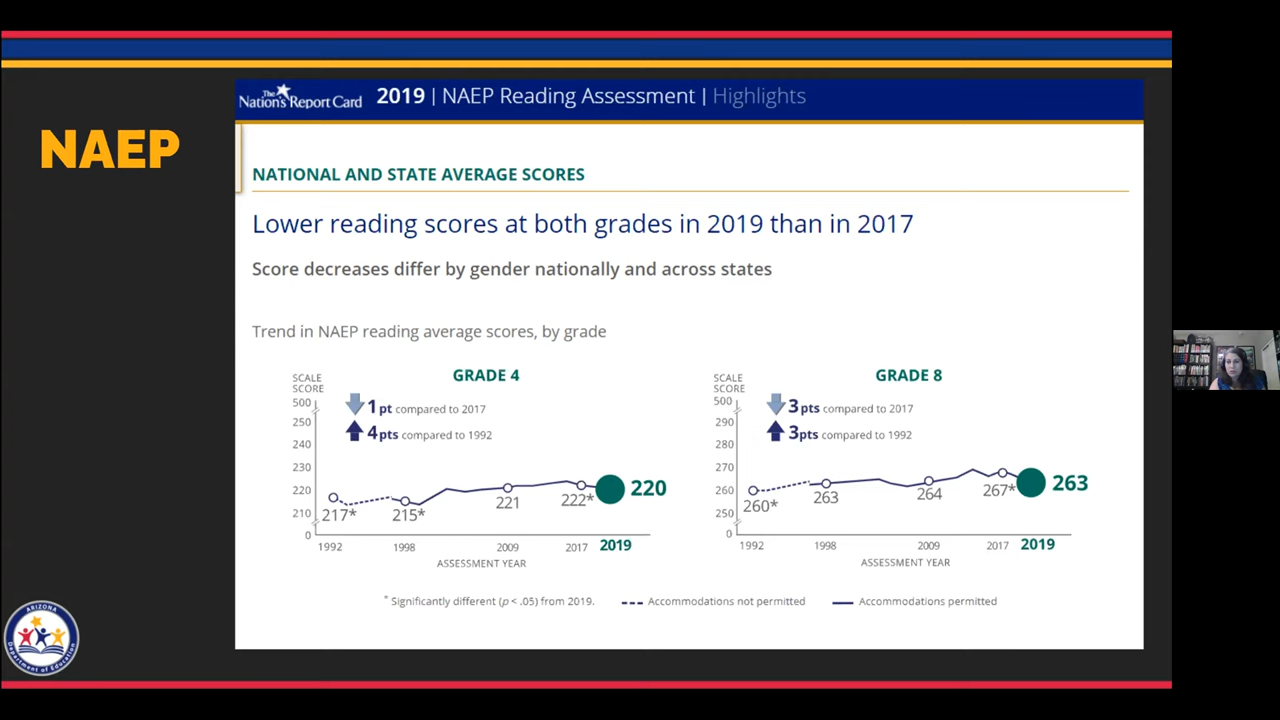 The
Nation's Report Card
2019 | NAEP Reading Assessment | Highlights
NAEP
NATIONAL AND STATE AVERAGE SCORES
Lower reading scores at both grades in 2019 than in 2017
Score decreases differ by gender nationally and across states
Trend in NAEP reading average scores, by grade
GRADE 4
SCALE
SCORE
500
250
240
230
220
210
0
1 pt compared to 2017
4pts compared to 1992
217*
215*
221
222*
220
1992
1998
2009
2017
2019
ASSESSMENT YEAR
GRADE 8
SCALE
SCORE
500
290
280
270
260
250
0
3 pts compared to 2017
3pts compared to 1992
260*
263
264
267*
263
1992
1998
2009
2017
2019
ASSESSMENT YEAR
* Significantly different (p < .05) from 2019.
Accommodations not permitted
Accommodations permitted
ARIZONA
Department of Education